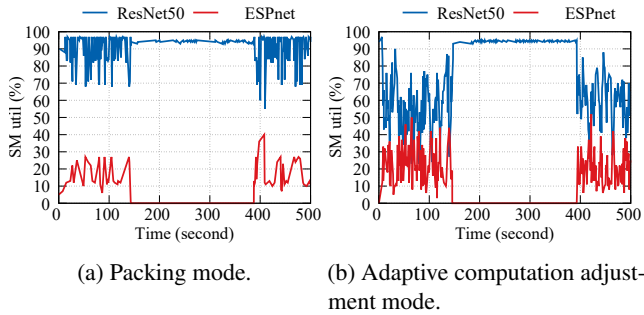 ResNet50 ESPnet
100
90
80
70
60
50
40
30
20
10
0
SM util (%)
0 100 200 300 400 500
Time (second)
(a) Packing mode.
ResNet50 ESPnet
100
90
80
70
60
50
40
30
20
10
0
SM util (%)
0 100 200 300 400 500
Time (second)
(b) Adaptive computation adjust-
ment mode.